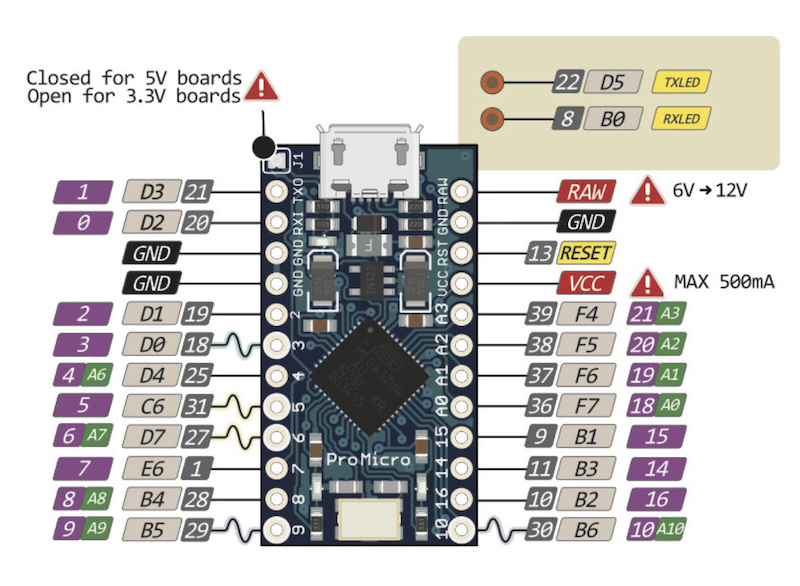 Closed for 5V boards
Open for 3.3V boards
22 D5 TXLED
8 B0 RXLED
J1
1 D3 21 TXO RAW RAW 6V→12V
0 D2 20 RXI GND GND
GND GND RST 13 RESET
GND GND VCC VCC MAX 500mA
2 D1 19 2 A3 39 F4 21 A3
3 D0 18 3 A2 38 F5 20 A2
4 A6 D4 25 4 A1 37 F6 19 A1
5 C6 31 5 A0 36 F7 18 A0
6 A7 D7 27 6 15 9 B1 15
ProMicro
7 E6 1 7 14 11 B3 14
8 A8 B4 28 8 16 10 B2 16
9 A9 B5 29 9 10 30 B6 10 A10